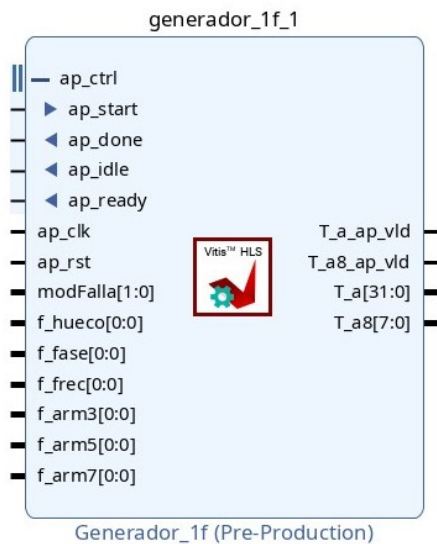 generador_1f_1
ap_ctrl
ap_start
ap_done
ap_idle
ap_ready
ap_clk
ap_rst
modFalla[1:0]
f_hueco[0:0]
f_fase[0:0]
f_frec[0:0]
f_arm3[0:0]
f_arm5[0:0]
f_arm7[0:0]
Vitis™ HLS
T_a_ap_vld
T_a8_ap_vld
T_a[31:0]
T_a8[7:0]
Generador_1f (Pre-Production)